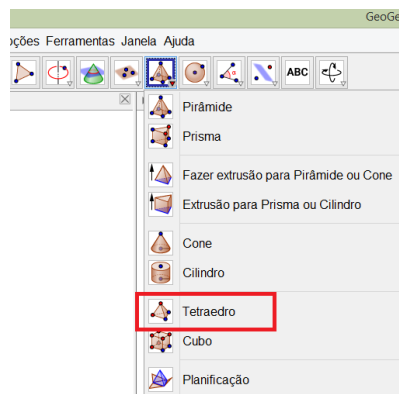 GeoGe
ções Ferramentas Janela Ajuda
ABC
Pirâmide
Prisma
Fazer extrusão para Pirâmide ou Cone
Extrusão para Prisma ou Cilindro
Cone
Cilindro
Tetraedro
Cubo
Planificação